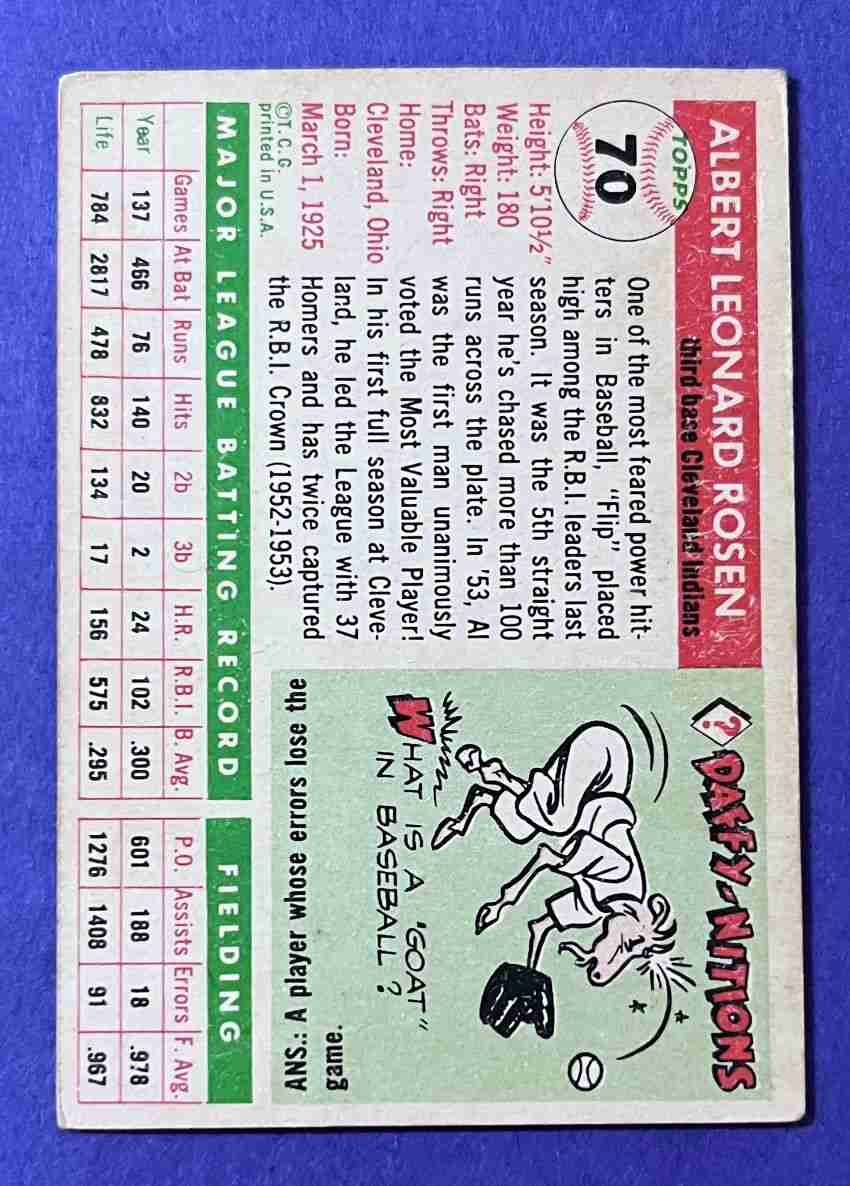 TOPPS
70
ALBERT LEONARD ROSEN
third base Cleveland Indians
Height: 5'10½"
Weight: 180
Bats: Right
Throws: Right
Home:
Cleveland, Ohio
Born:
March 1, 1925
©T.C.G
printed in U.S.A.
One of the most feared power hit-
ters in Baseball, "Flip" placed
high among the R.B.I. leaders last
season. It was the 5th straight
year he's chased more than 100
runs across the plate. In '53, Al
was the first man unanimously
voted the Most Valuable Player!
In his first full season at Cleve-
land, he led the League with 37
Homers and has twice captured
the R.B.I. Crown (1952-1953).
?
DAFFY-NITIONS
WHAT IS A 'GOAT"
IN BASEBALL ?
ANS.: A player whose errors lose the
game.
MAJOR LEAGUE BATTING RECORD FIELDING
Games At Bat Runs Hits 2b 3b H.R. R.B.I. B. Avg. P.O. Assists Errors F. Avg.
Year 137 466 76 140 20 2 24 102 .300 601 188 18 .978
Life 784 2817 478 832 134 17 156 575 .295 1276 1408 91 .967